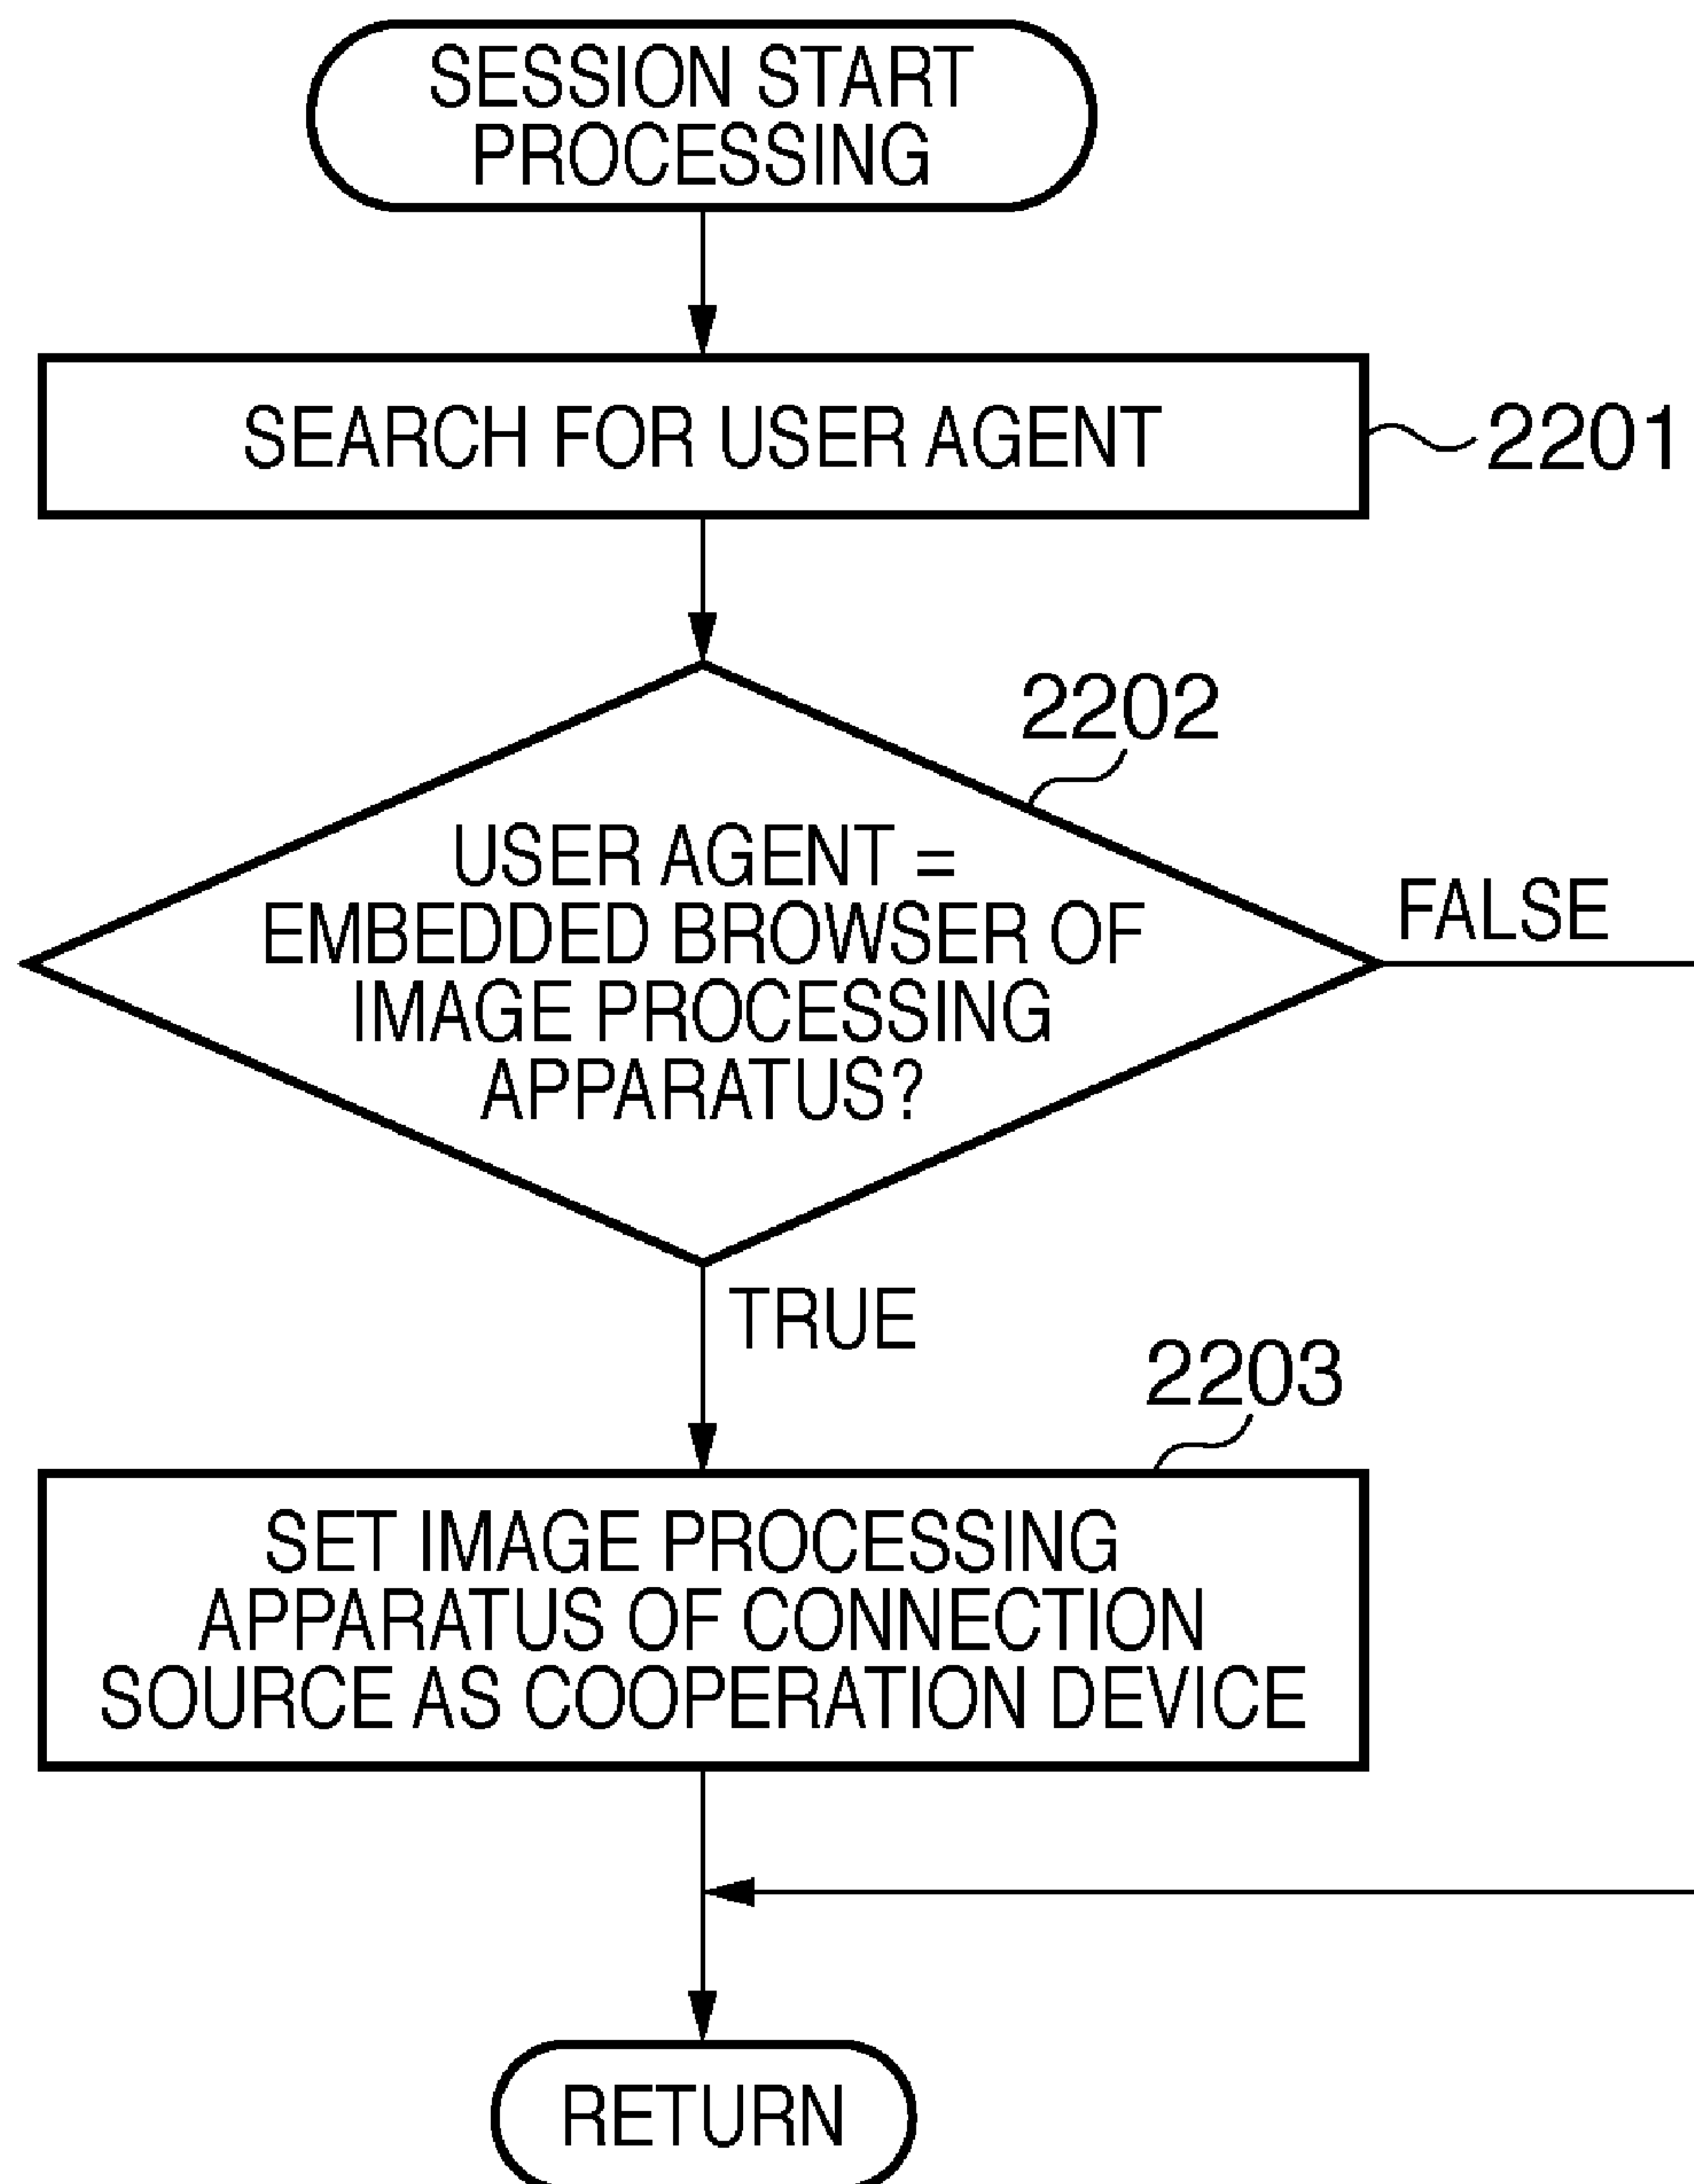 SESSION START
PROCESSING
SEARCH FOR USER AGENT
2201
2202
USER AGENT =
EMBEDDED BROWSER OF
IMAGE PROCESSING
APPARATUS?
FALSE
TRUE
2203
SET IMAGE PROCESSING
APPARATUS OF CONNECTION
SOURCE AS COOPERATION DEVICE
RETURN